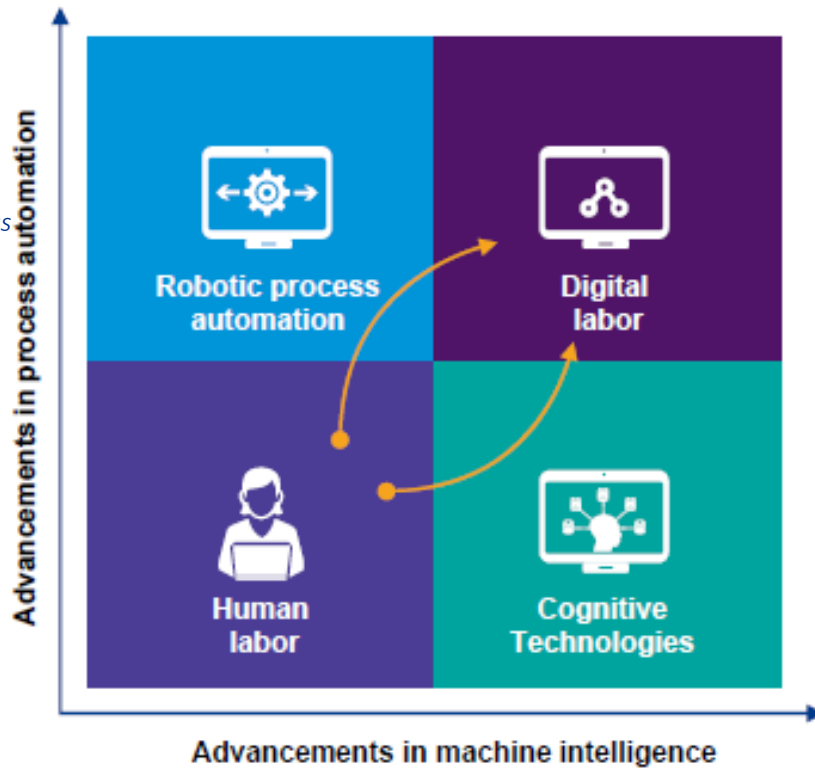 Advancements in process automation
s
Robotic process
automation
Digital
labor
Human
labor
Cognitive
Technologies
Advancements in machine intelligence